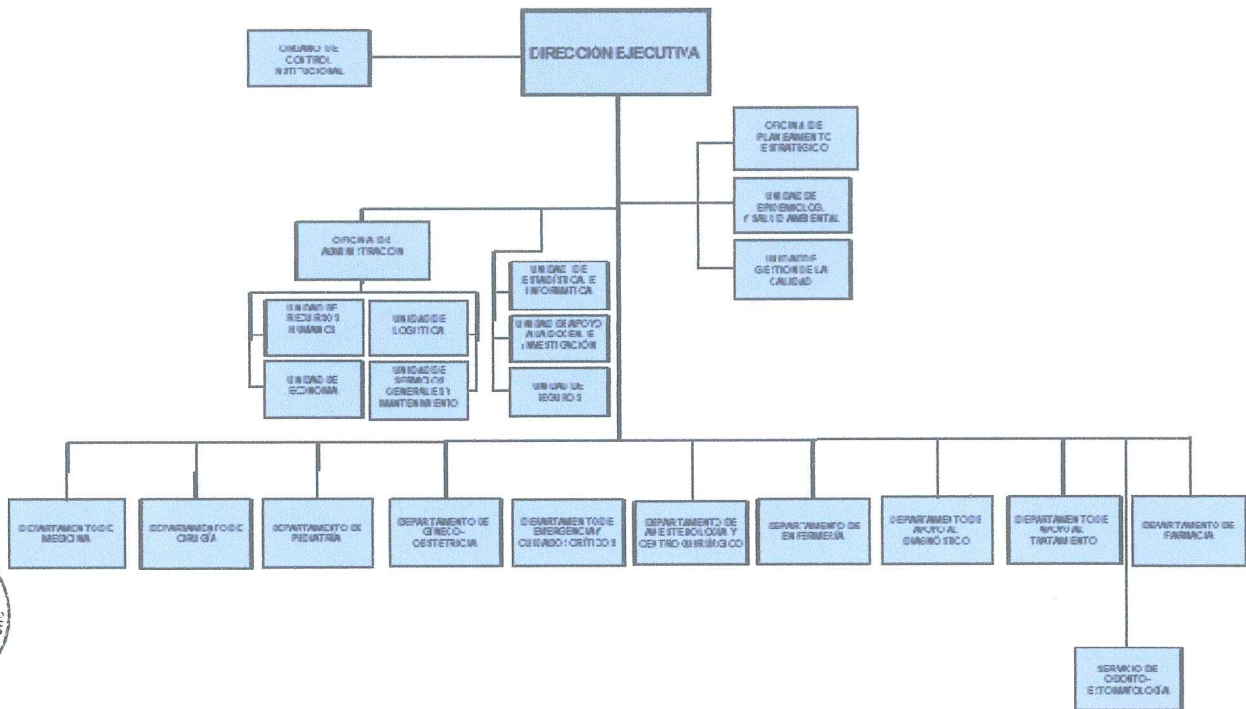 ÓRGANO DE
CONTROL
INSTITUCIONAL
DIRECCIÓN EJECUTIVA
OFICINA DE
PLANEAMIENTO
ESTRATÉGICO
UNIDAD DE
EPIDEMIOLOG.
Y SALUD AMBIENTAL
UNIDAD DE
GESTION DE LA
CALIDAD
OFICINA DE
ADMINISTRACION
UNIDAD DE
RECURSOS
HUMANOS
UNIDAD DE
LOGISTICA
UNIDAD DE
ECONOMIA
UNIDAD DE
SERVICIOS
GENERALES Y
MANTENIMIENTO
UNIDAD DE
ESTADÍSTICA E
INFORMATICA
UNIDAD DE APOYO
A LA DOCEN. E
INVESTIGACIÓN
UNIDAD DE
SEGUROS
DEPARTAMENTO DE
MEDICINA
DEPARTAMENTO DE
CIRUGÍA
DEPARTAMENTO DE
PEDIATRÍA
DEPARTAMENTO DE
GINECO-
OBSTETRICIA
DEPARTAMENTO DE
EMERGENCIA Y
CUIDADOS CRÍTICOS
DEPARTAMENTO DE
ANESTESIOLOGÍA Y
CENTRO QUIRÚRGICO
DEPARTAMENTO DE
ENFERMERÍA
DEPARTAMENTO DE
APOYO AL
DIAGNÓSTICO
DEPARTAMENTO DE
APOYO AL
TRATAMIENTO
DEPARTAMENTO DE
FARMACIA
SERVICIO DE
ODONTO-
ESTOMATOLOGÍA